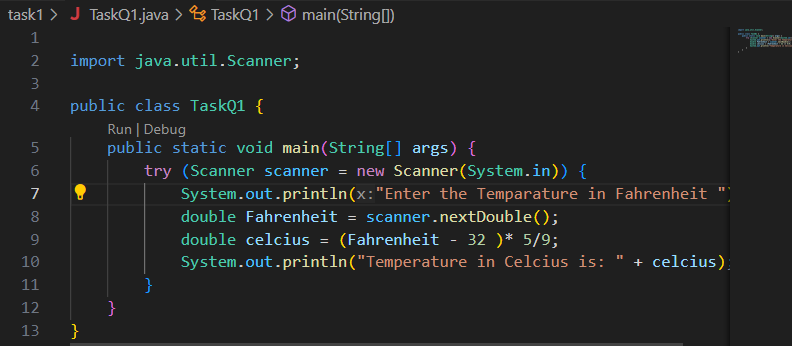 task1 > J TaskQ1.java > TaskQ1 > main(String[])
1
2 import java.util.Scanner;
3
4 public class TaskQ1 {
Run | Debug
5 public static void main(String[] args) {
6 try (Scanner scanner = new Scanner(System.in)) {
7 System.out.println(x:"Enter the Temparature in Fahrenheit ")
8 double Fahrenheit = scanner.nextDouble();
9 double celcius = (Fahrenheit - 32 )* 5/9;
10 System.out.println("Temperature in Celcius is: " + celcius);
11 }
12 }
13 }